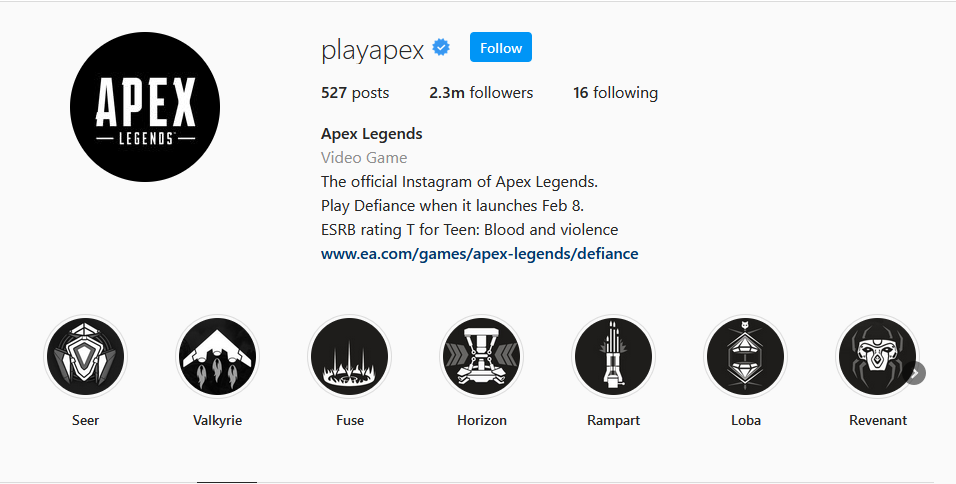 APEX
LEGENDS
playapex Follow
527 posts 2.3m followers 16 following
Apex Legends
Video Game
The official Instagram of Apex Legends.
Play Defiance when it launches Feb 8.
ESRB rating T for Teen: Blood and violence
www.ea.com/games/apex-legends/defiance
Seer Valkyrie Fuse Horizon Rampart Loba Revenant